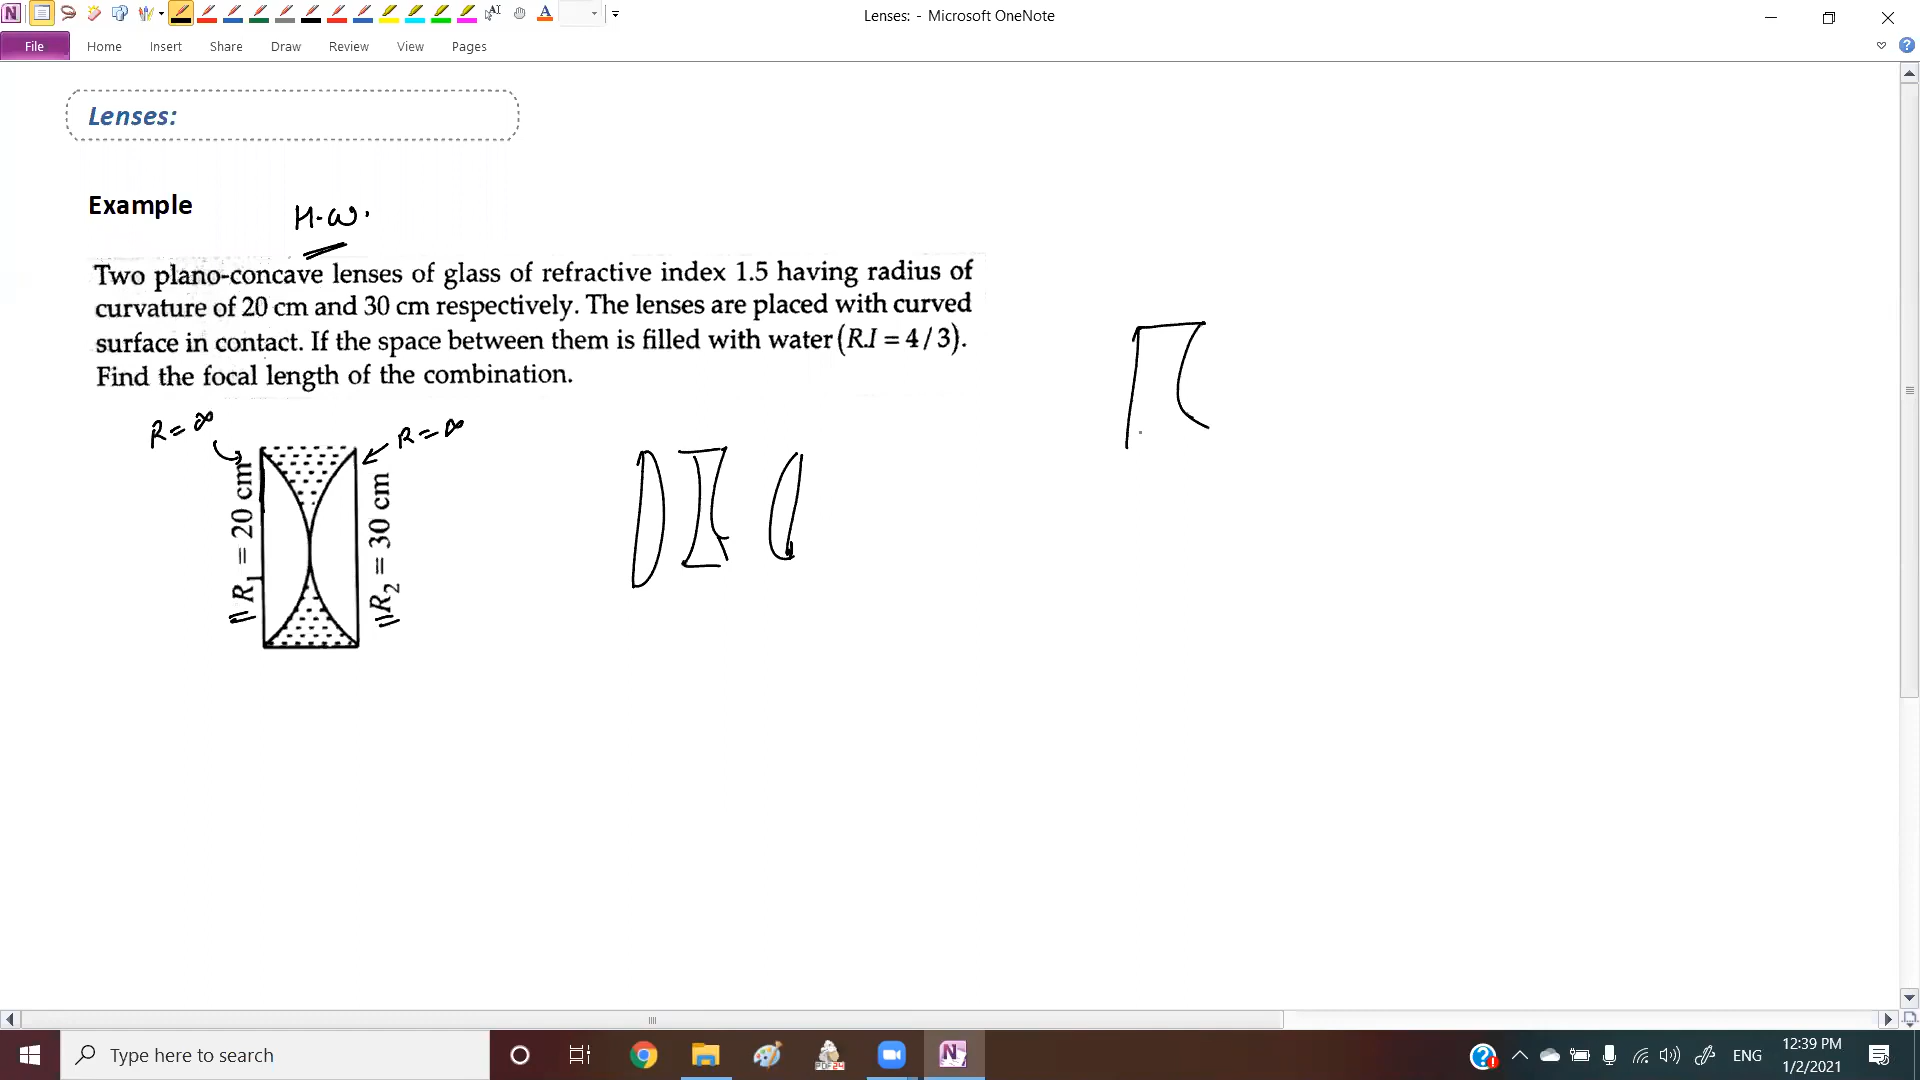 Lenses: - Microsoft OneNote
File Home Insert Share Draw Review View Pages
Lenses:
Example
H.W.
Two plano-concave lenses of glass of refractive index 1.5 having radius of
curvature of 20 cm and 30 cm respectively. The lenses are placed with curved
surface in contact. If the space between them is filled with water (R.I = 4/3).
Find the focal length of the combination.
R = ∞
R = ∞
R₁ = 20 cm
R₂ = 30 cm
Type here to search
PDF24
ENG
12:39 PM
1/2/2021